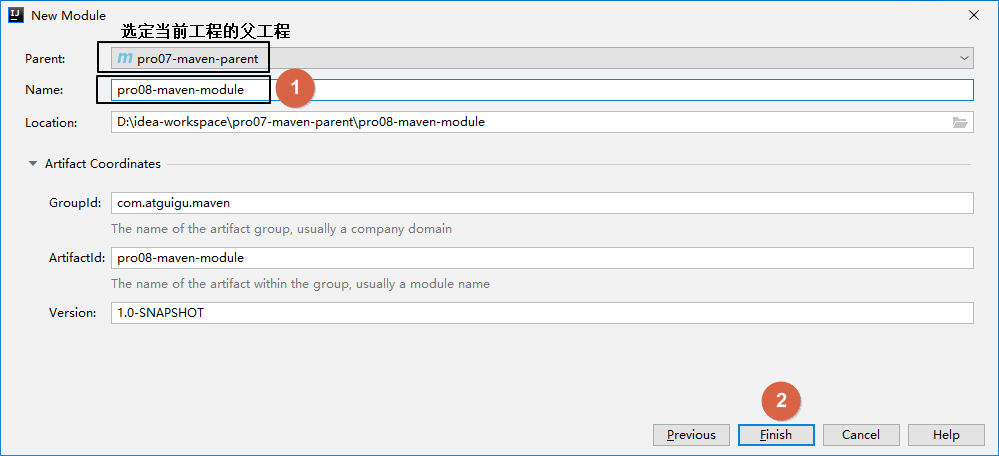 New Module
选定当前工程的父工程
Parent: m pro07-maven-parent
Name: pro08-maven-module 1
Location: D:\idea-workspace\pro07-maven-parent\pro08-maven-module
Artifact Coordinates
GroupId: com.atguigu.maven
The name of the artifact group, usually a company domain
ArtifactId: pro08-maven-module
The name of the artifact within the group, usually a module name
Version: 1.0-SNAPSHOT
2
Previous Finish Cancel Help